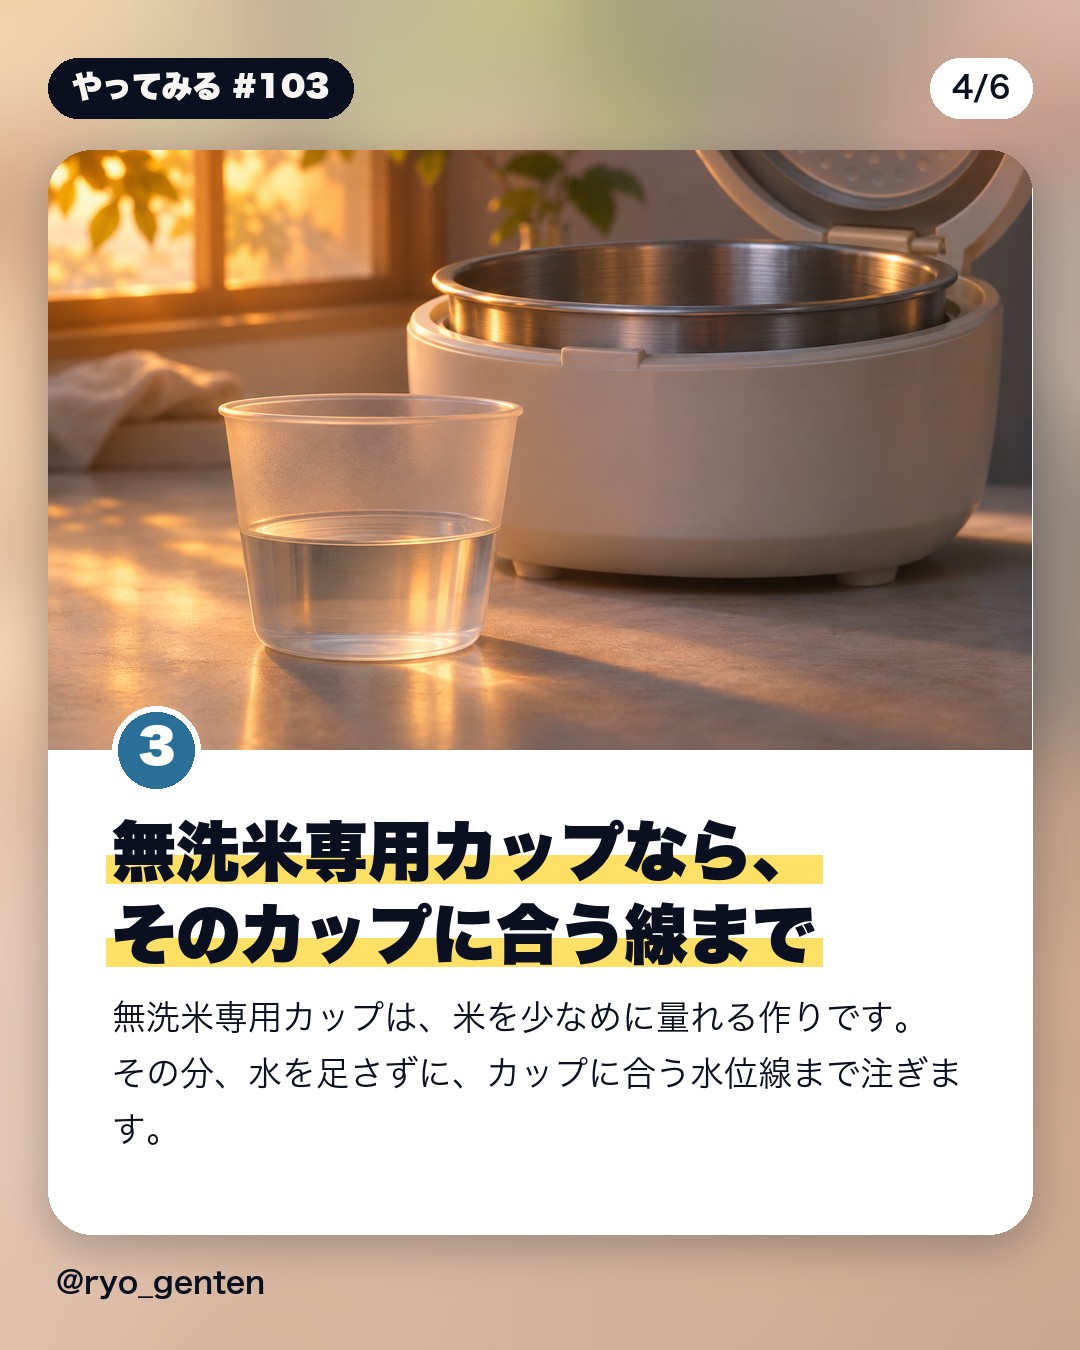 やってみる #103
4/6
3
無洗米専用カップなら、
そのカップに合う線まで
無洗米専用カップは、米を少なめに量れる作りです。
その分、水を足さずに、カップに合う水位線まで注ぎま
す。
@ryo_genten